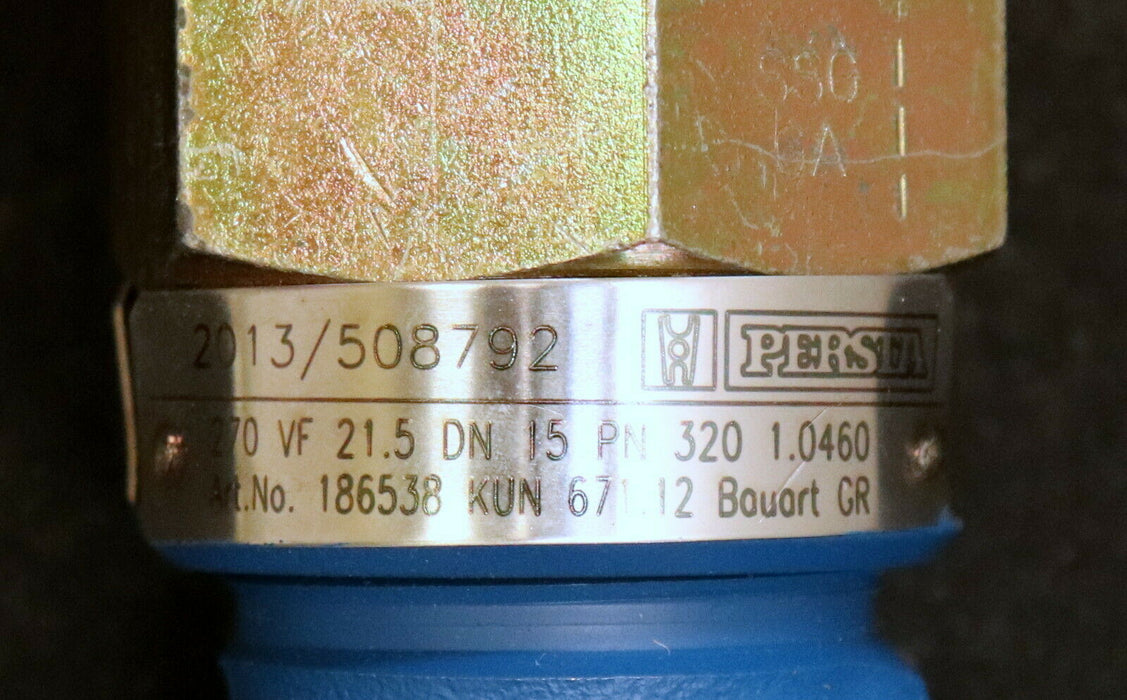 SSG
2013/508792 PERSTA
270 VF 21.5 DN 15 PN 320 1.0460
Art.No. 186538 KUN 671.12 Bauart GR